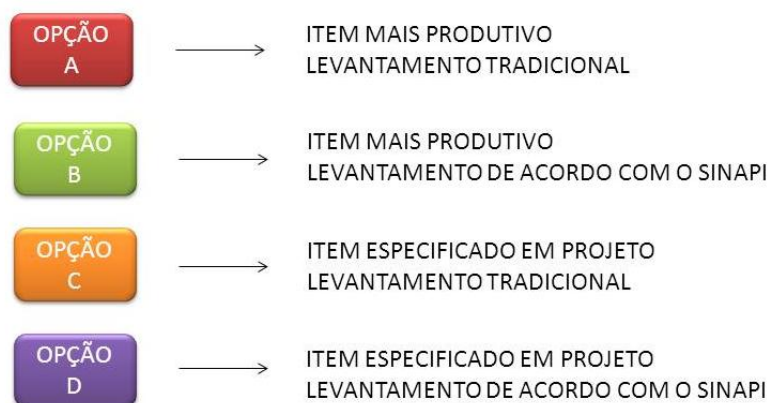 OPÇÃO
A
ITEM MAIS PRODUTIVO
LEVANTAMENTO TRADICIONAL
OPÇÃO
B
ITEM MAIS PRODUTIVO
LEVANTAMENTO DE ACORDO COM O SINAPI
OPÇÃO
C
ITEM ESPECIFICADO EM PROJETO
LEVANTAMENTO TRADICIONAL
OPÇÃO
D
ITEM ESPECIFICADO EM PROJETO
LEVANTAMENTO DE ACORDO COM O SINAPI